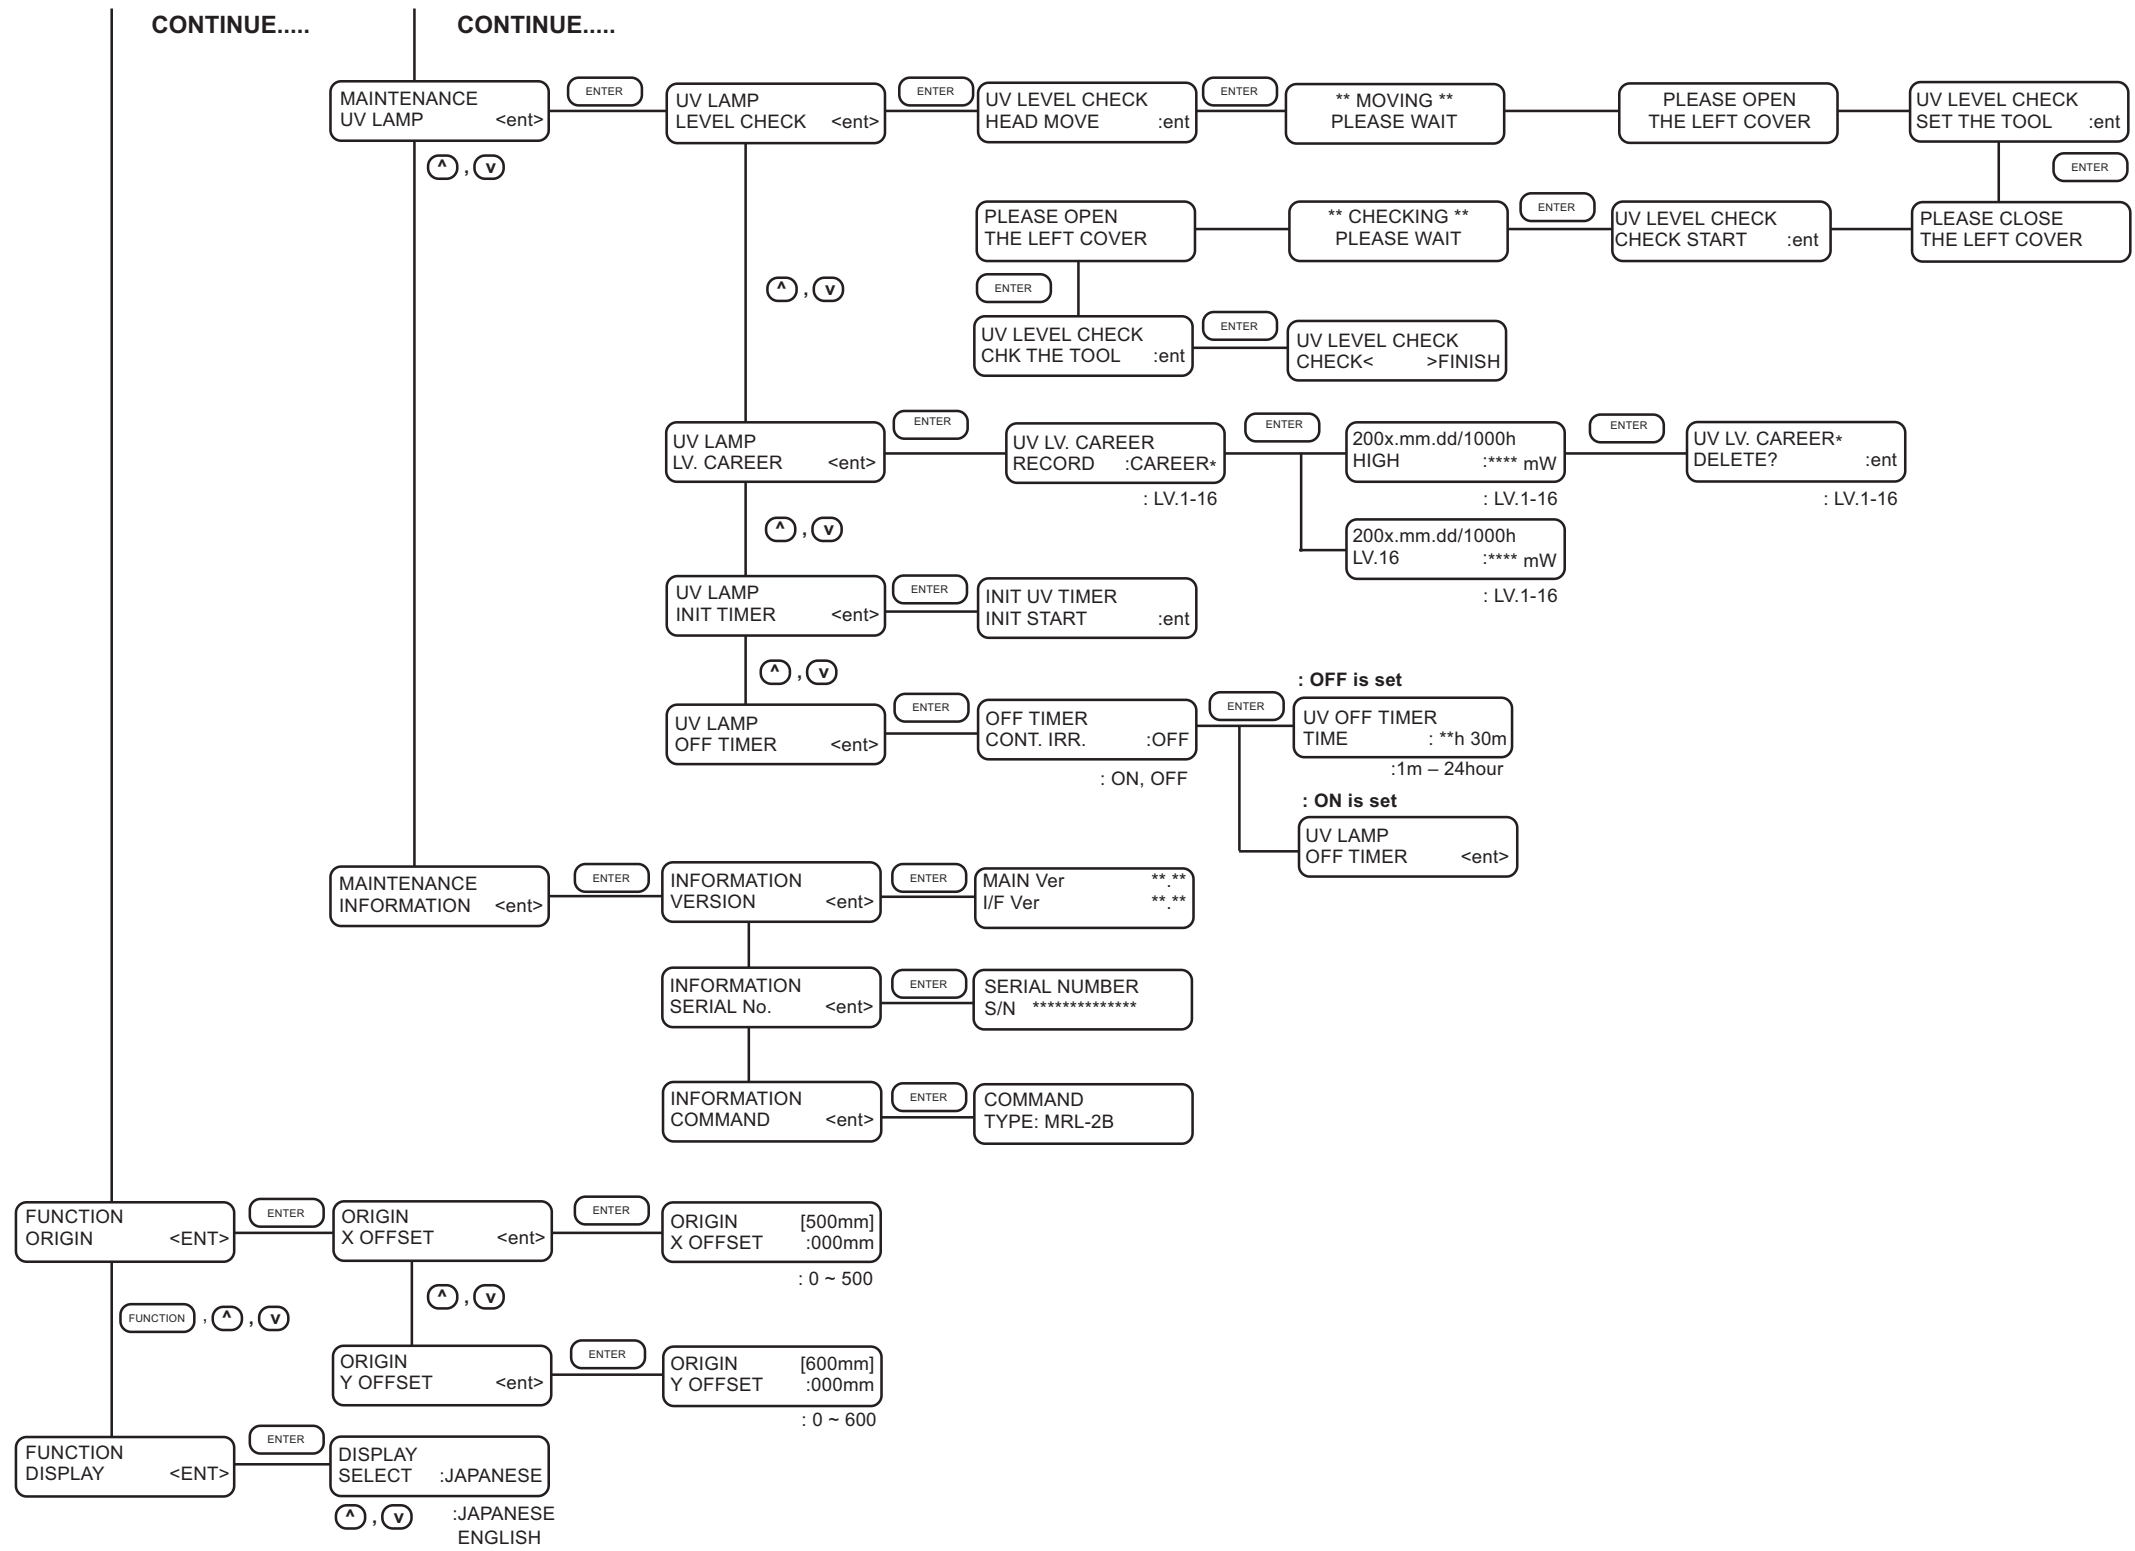 CONTINUE.....
CONTINUE.....
MAINTENANCE
UV LAMP <ent>
ENTER
UV LAMP
LEVEL CHECK <ent>
ENTER
UV LEVEL CHECK
HEAD MOVE :ent
ENTER
** MOVING **
PLEASE WAIT
PLEASE OPEN
THE LEFT COVER
UV LEVEL CHECK
SET THE TOOL :ent
^ , v
ENTER
PLEASE OPEN
THE LEFT COVER
** CHECKING **
PLEASE WAIT
ENTER
UV LEVEL CHECK
CHECK START :ent
PLEASE CLOSE
THE LEFT COVER
^ , v
ENTER
UV LEVEL CHECK
CHK THE TOOL :ent
ENTER
UV LEVEL CHECK
CHECK< >FINISH
UV LAMP
LV. CAREER <ent>
ENTER
UV LV. CAREER
RECORD :CAREER*
: LV.1-16
ENTER
200x.mm.dd/1000h
HIGH :**** mW
: LV.1-16
ENTER
UV LV. CAREER*
DELETE? :ent
: LV.1-16
^ , v
200x.mm.dd/1000h
LV.16 :**** mW
: LV.1-16
UV LAMP
INIT TIMER <ent>
ENTER
INIT UV TIMER
INIT START :ent
^ , v
UV LAMP
OFF TIMER <ent>
ENTER
OFF TIMER
CONT. IRR. :OFF
: ON, OFF
ENTER
: OFF is set
UV OFF TIMER
TIME : **h 30m
:1m – 24hour
: ON is set
UV LAMP
OFF TIMER <ent>
MAINTENANCE
INFORMATION <ent>
ENTER
INFORMATION
VERSION <ent>
ENTER
MAIN Ver **.**
I/F Ver **.**
INFORMATION
SERIAL No. <ent>
ENTER
SERIAL NUMBER
S/N **************
INFORMATION
COMMAND <ent>
ENTER
COMMAND
TYPE: MRL-2B
FUNCTION
ORIGIN <ENT>
ENTER
ORIGIN
X OFFSET <ent>
ENTER
ORIGIN [500mm]
X OFFSET :000mm
: 0 ~ 500
FUNCTION , ^ , v
^ , v
ORIGIN
Y OFFSET <ent>
ENTER
ORIGIN [600mm]
Y OFFSET :000mm
: 0 ~ 600
FUNCTION
DISPLAY <ENT>
ENTER
DISPLAY
SELECT :JAPANESE
^ , v
:JAPANESE
ENGLISH